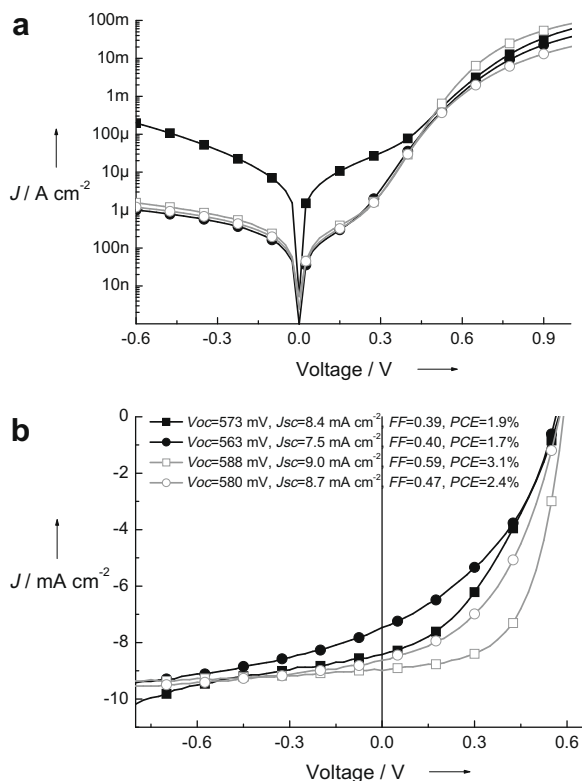 a
100m
10m
1m
100µ
10µ
1µ
100n
10n
J / A cm-2
-0.6 -0.3 0.0 0.3 0.6 0.9
Voltage / V
b
Voc=573 mV, Jsc=8.4 mA cm-2, FF=0.39, PCE=1.9%
Voc=563 mV, Jsc=7.5 mA cm-2, FF=0.40, PCE=1.7%
Voc=588 mV, Jsc=9.0 mA cm-2, FF=0.59, PCE=3.1%
Voc=580 mV, Jsc=8.7 mA cm-2, FF=0.47, PCE=2.4%
0
-2
-4
-6
-8
-10
J / mA cm-2
-0.6 -0.3 0.0 0.3 0.6
Voltage / V